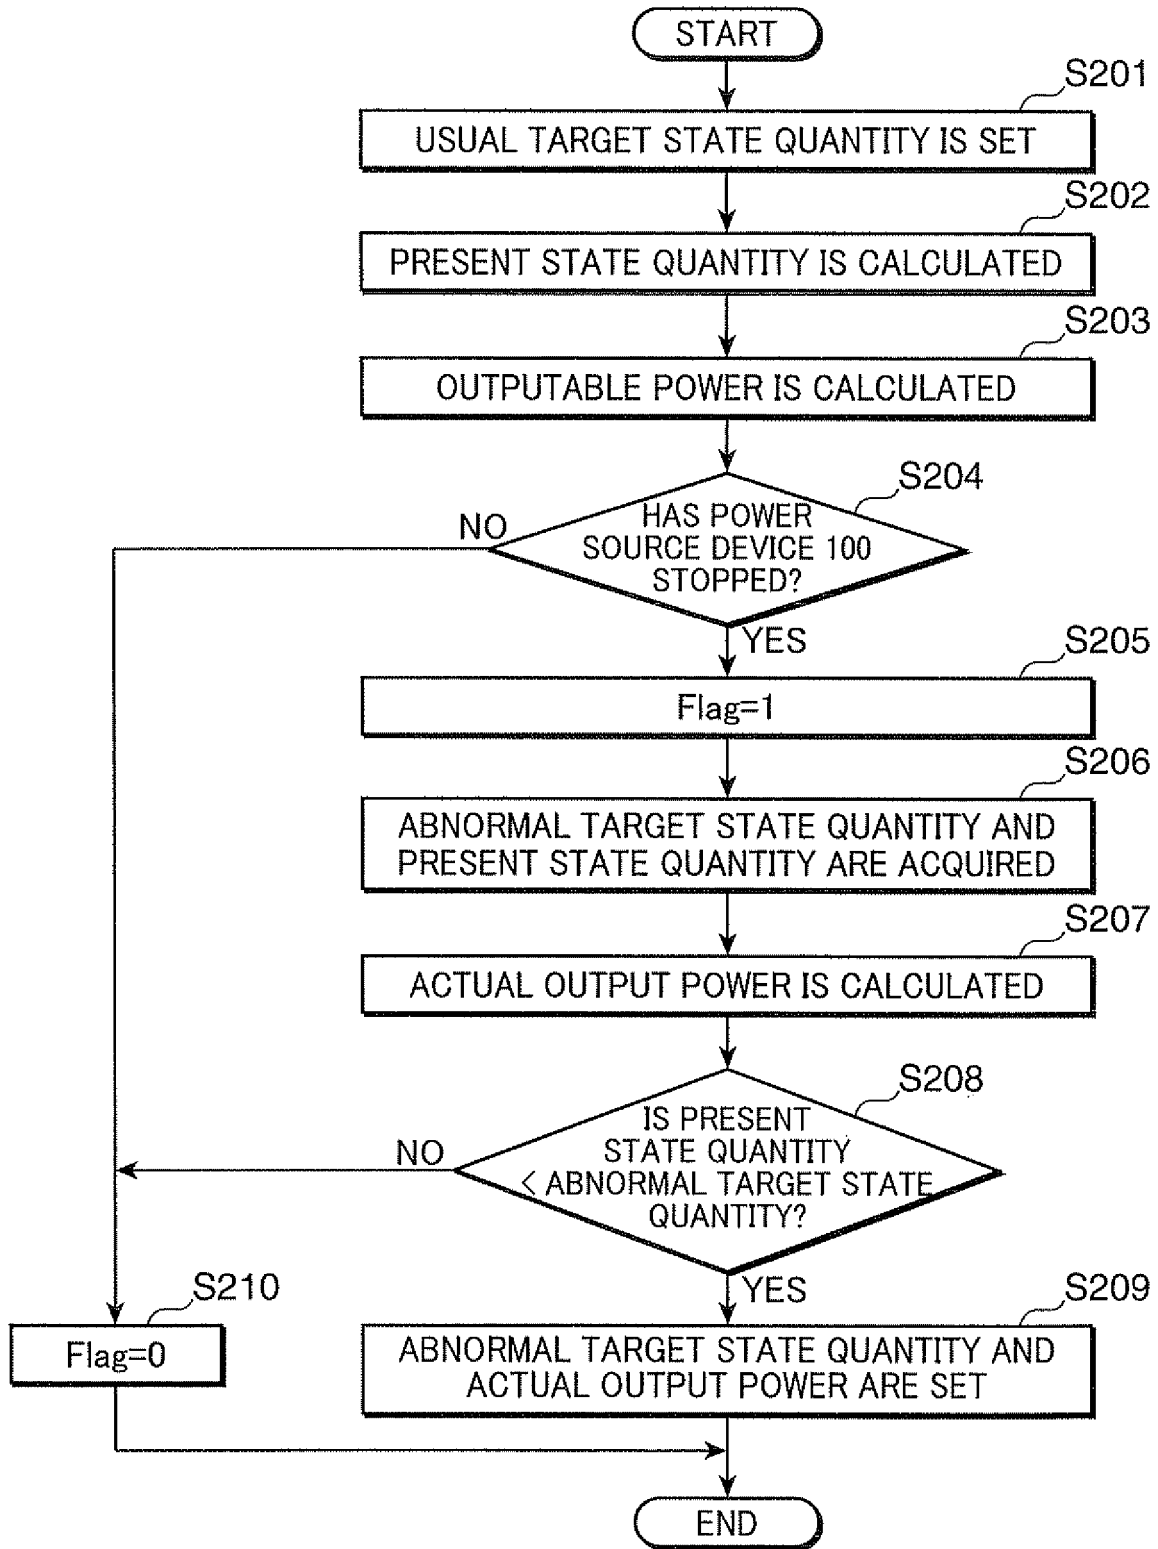 START
S201
USUAL TARGET STATE QUANTITY IS SET
S202
PRESENT STATE QUANTITY IS CALCULATED
S203
OUTPUTABLE POWER IS CALCULATED
S204
HAS POWER
SOURCE DEVICE 100
STOPPED?
NO
YES
S205
Flag=1
S206
ABNORMAL TARGET STATE QUANTITY AND
PRESENT STATE QUANTITY ARE ACQUIRED
S207
ACTUAL OUTPUT POWER IS CALCULATED
S208
IS PRESENT
STATE QUANTITY
< ABNORMAL TARGET STATE
QUANTITY?
NO
YES
S210
Flag=0
S209
ABNORMAL TARGET STATE QUANTITY AND
ACTUAL OUTPUT POWER ARE SET
END